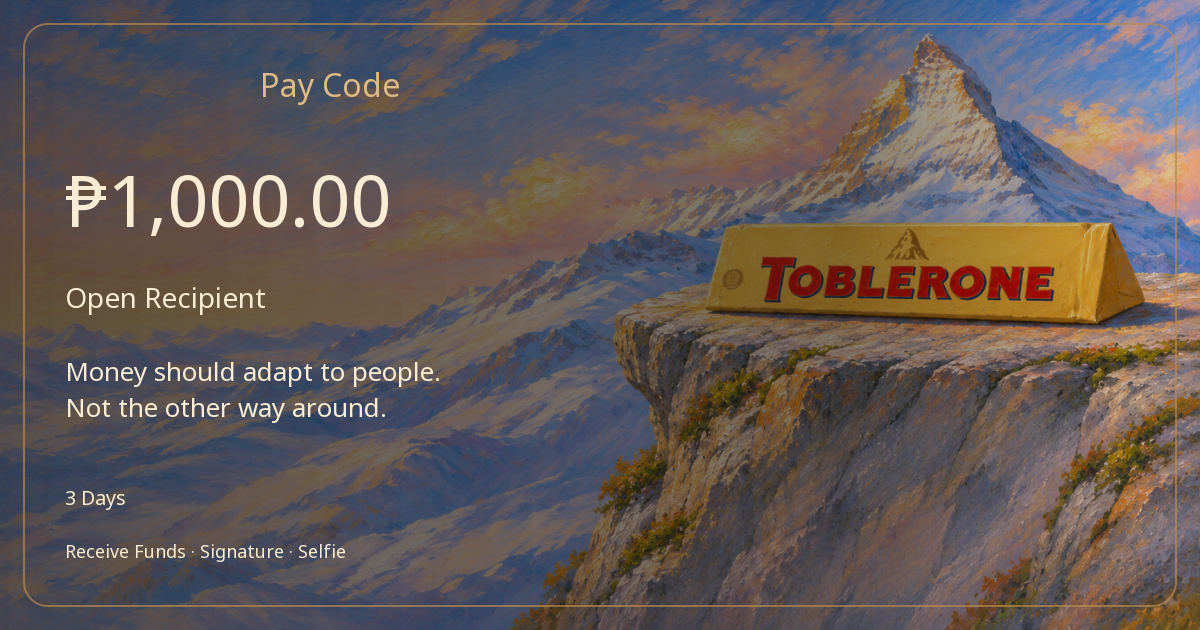 Pay Code
₱1,000.00
TOBLERONE
Open Recipient
Money should adapt to people.
Not the other way around.
3 Days
Receive Funds · Signature · Selfie